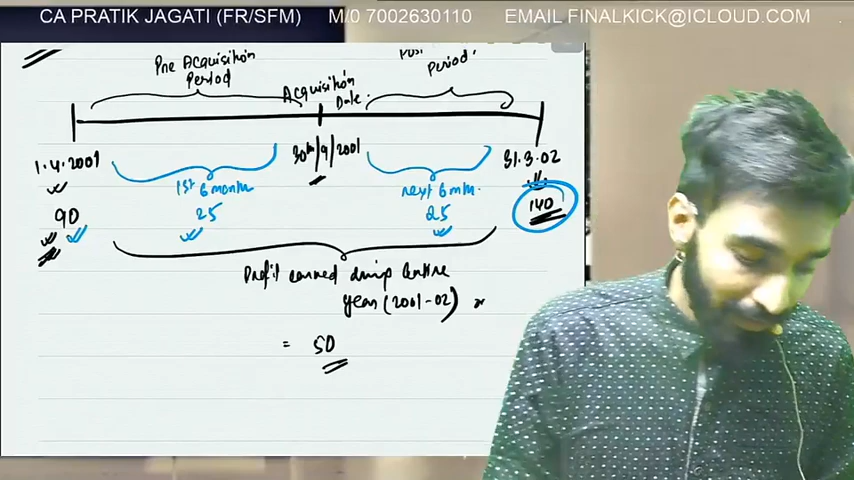 CA PRATIK JAGATI (FR/SFM) M/0 7002630110 EMAIL FINALKICK@ICLOUD.COM
Pre Acquisition Period
Acquisition Date.
Post Period.
1.4.2001 30th/9/2001 31.3.02
1st 6 month next 6 mth.
90 25 25 140
Profit earned during Entire
year (2001-02)
= 50